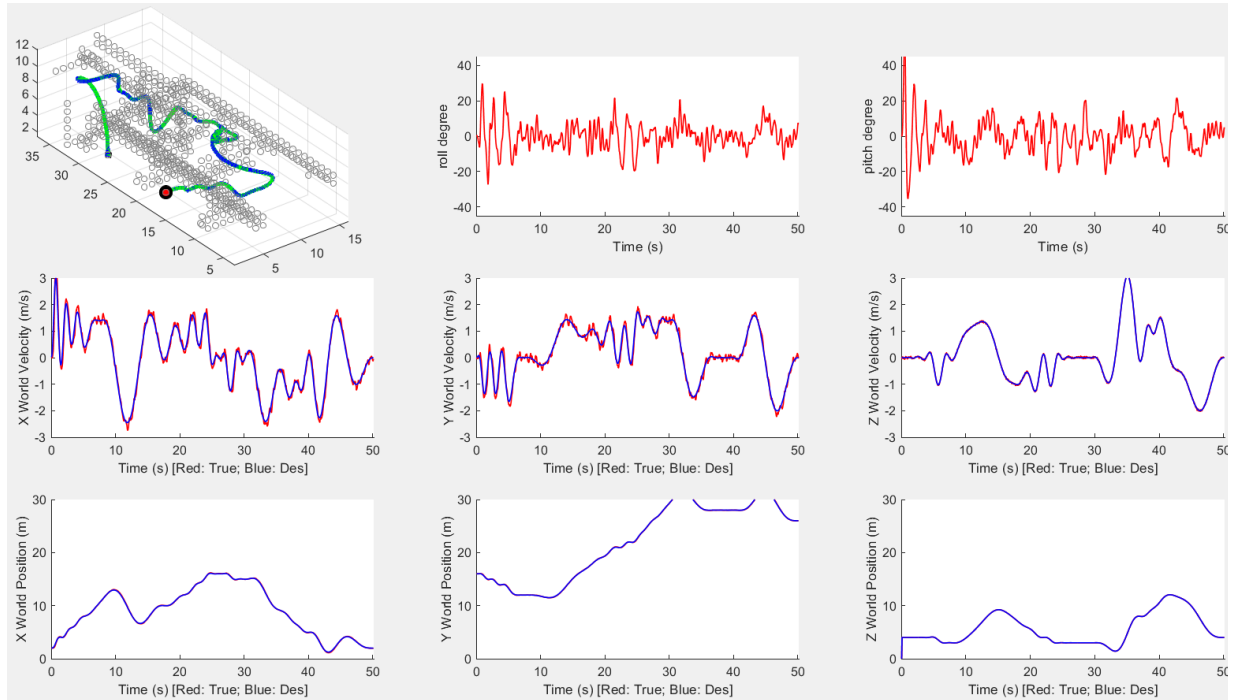 12
10
8
6
4
2
35
30
25
20
15
10
5
5
10
15
40
20
0
-20
-40
roll degree
0 10 20 30 40 50
Time (s)
40
20
0
-20
-40
pitch degree
0 10 20 30 40 50
Time (s)
3
2
1
0
-1
-2
-3
X World Velocity (m/s)
0 10 20 30 40 50
Time (s) [Red: True; Blue: Des]
3
2
1
0
-1
-2
-3
Y World Velocity (m/s)
0 10 20 30 40 50
Time (s) [Red: True; Blue: Des]
3
2
1
0
-1
-2
-3
Z World Velocity (m/s)
0 10 20 30 40 50
Time (s) [Red: True; Blue: Des]
30
20
10
0
X World Position (m)
0 10 20 30 40 50
Time (s) [Red: True; Blue: Des]
30
20
10
0
Y World Position (m)
0 10 20 30 40 50
Time (s) [Red: True; Blue: Des]
30
20
10
0
Z World Position (m)
0 10 20 30 40 50
Time (s) [Red: True; Blue: Des]